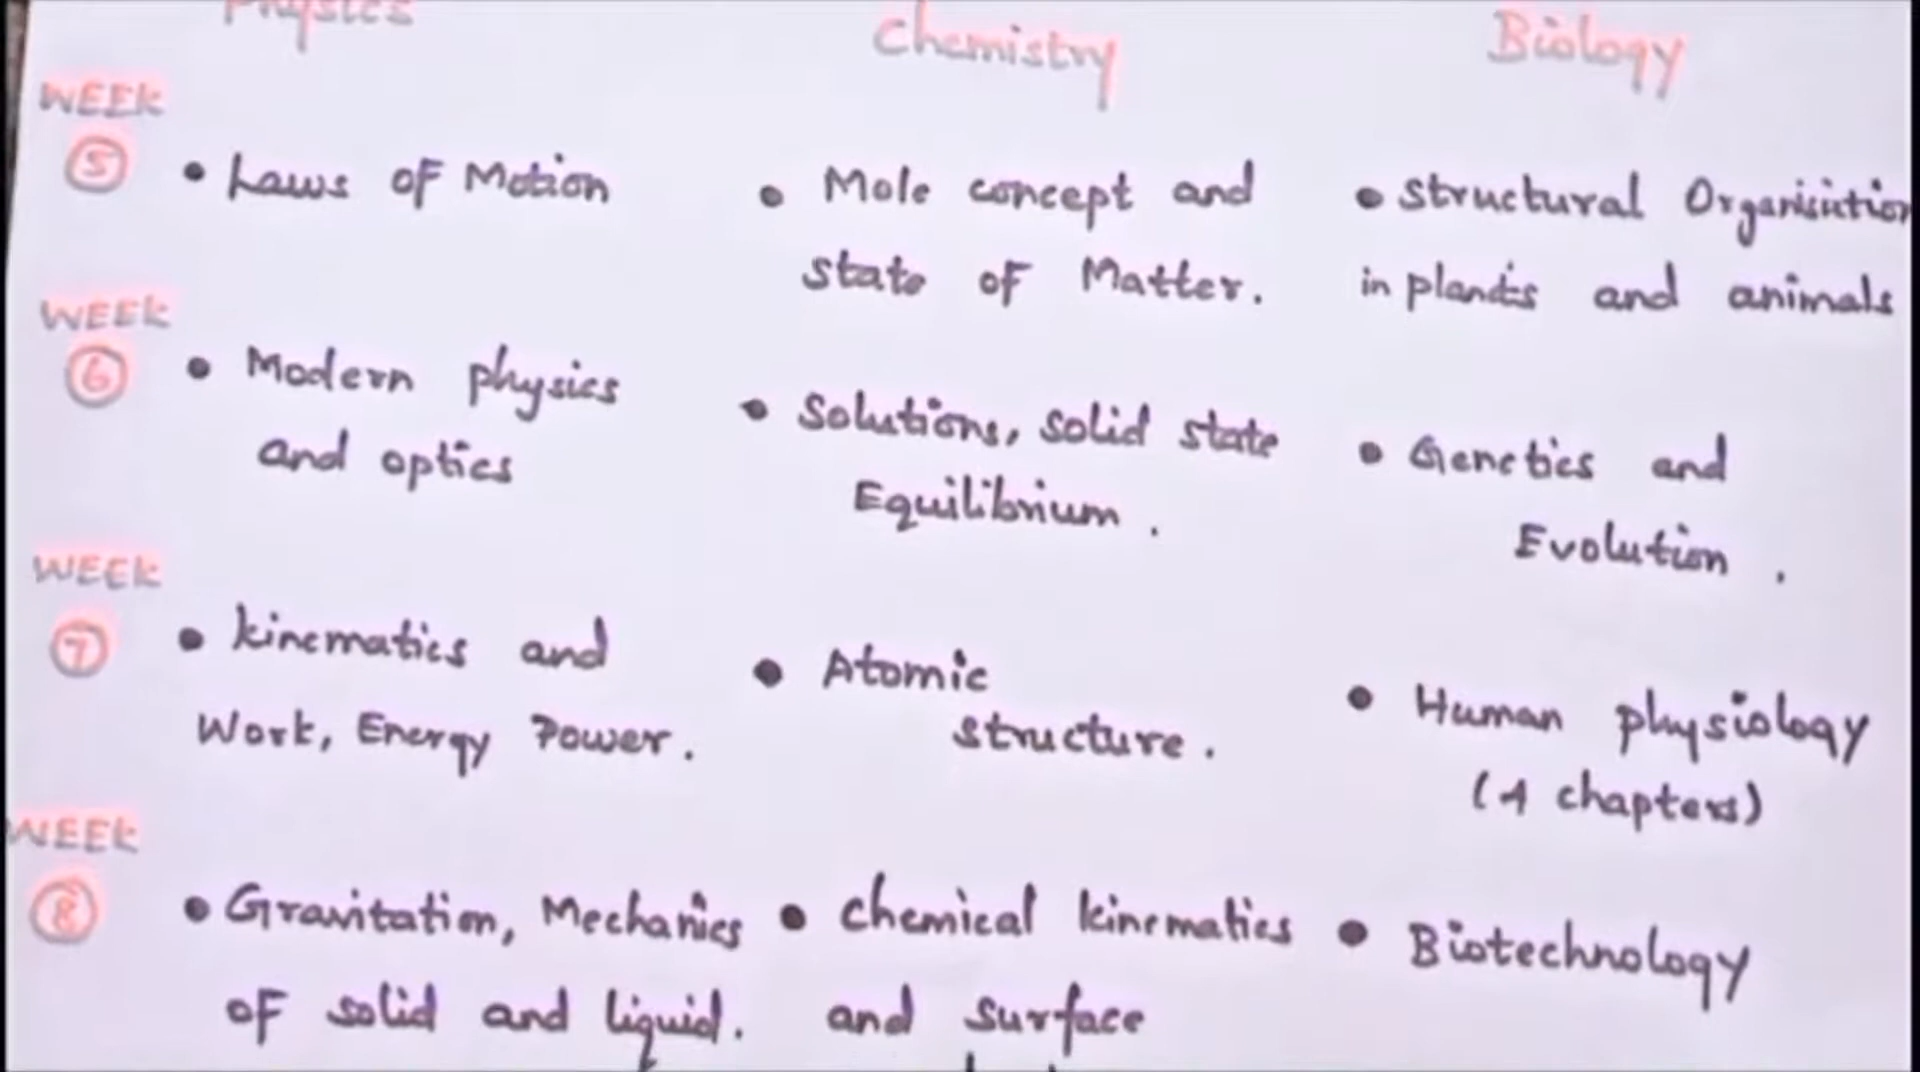 Physics
Chemistry
Biology
WEEK
5
• Laws of Motion
• Mole concept and
State of Matter.
• Structural Organisiation
in plants and animals
WEEK
6
• Modern physics
and optics
• Solutions, solid state
Equilibrium .
• Genetics and
Evolution .
WEEK
7
• kinematics and
Work, Energy Power.
• Atomic
structure.
• Human physiology
(4 chapters)
WEEK
8
• Gravitation, Mechanics
of solid and liquid.
• Chemical kinematics
and surface
• Biotechnology